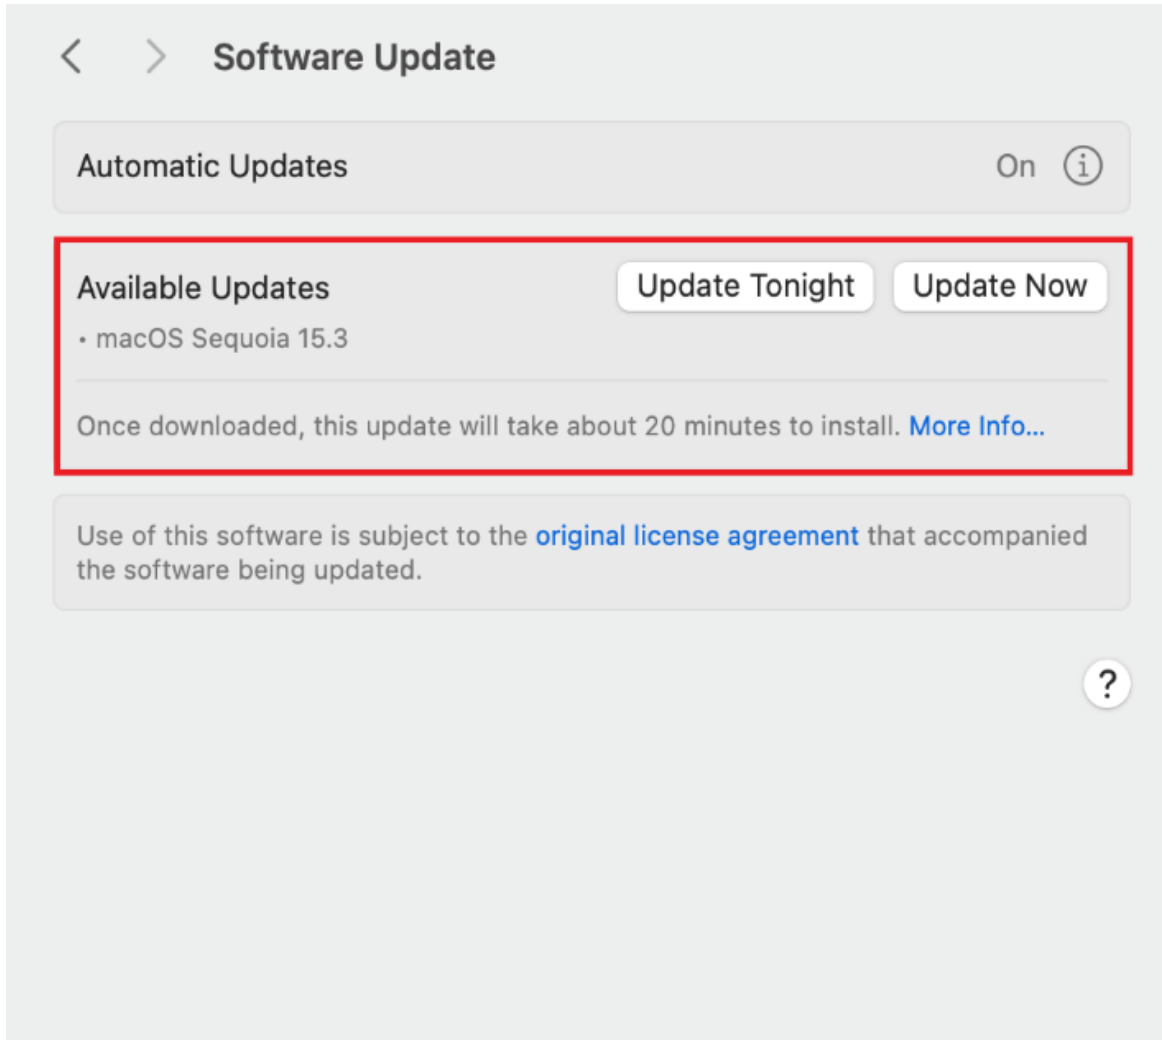 Software Update
Automatic Updates On
Available Updates Update Tonight Update Now
• macOS Sequoia 15.3
Once downloaded, this update will take about 20 minutes to install. More Info...
Use of this software is subject to the original license agreement that accompanied
the software being updated.
?